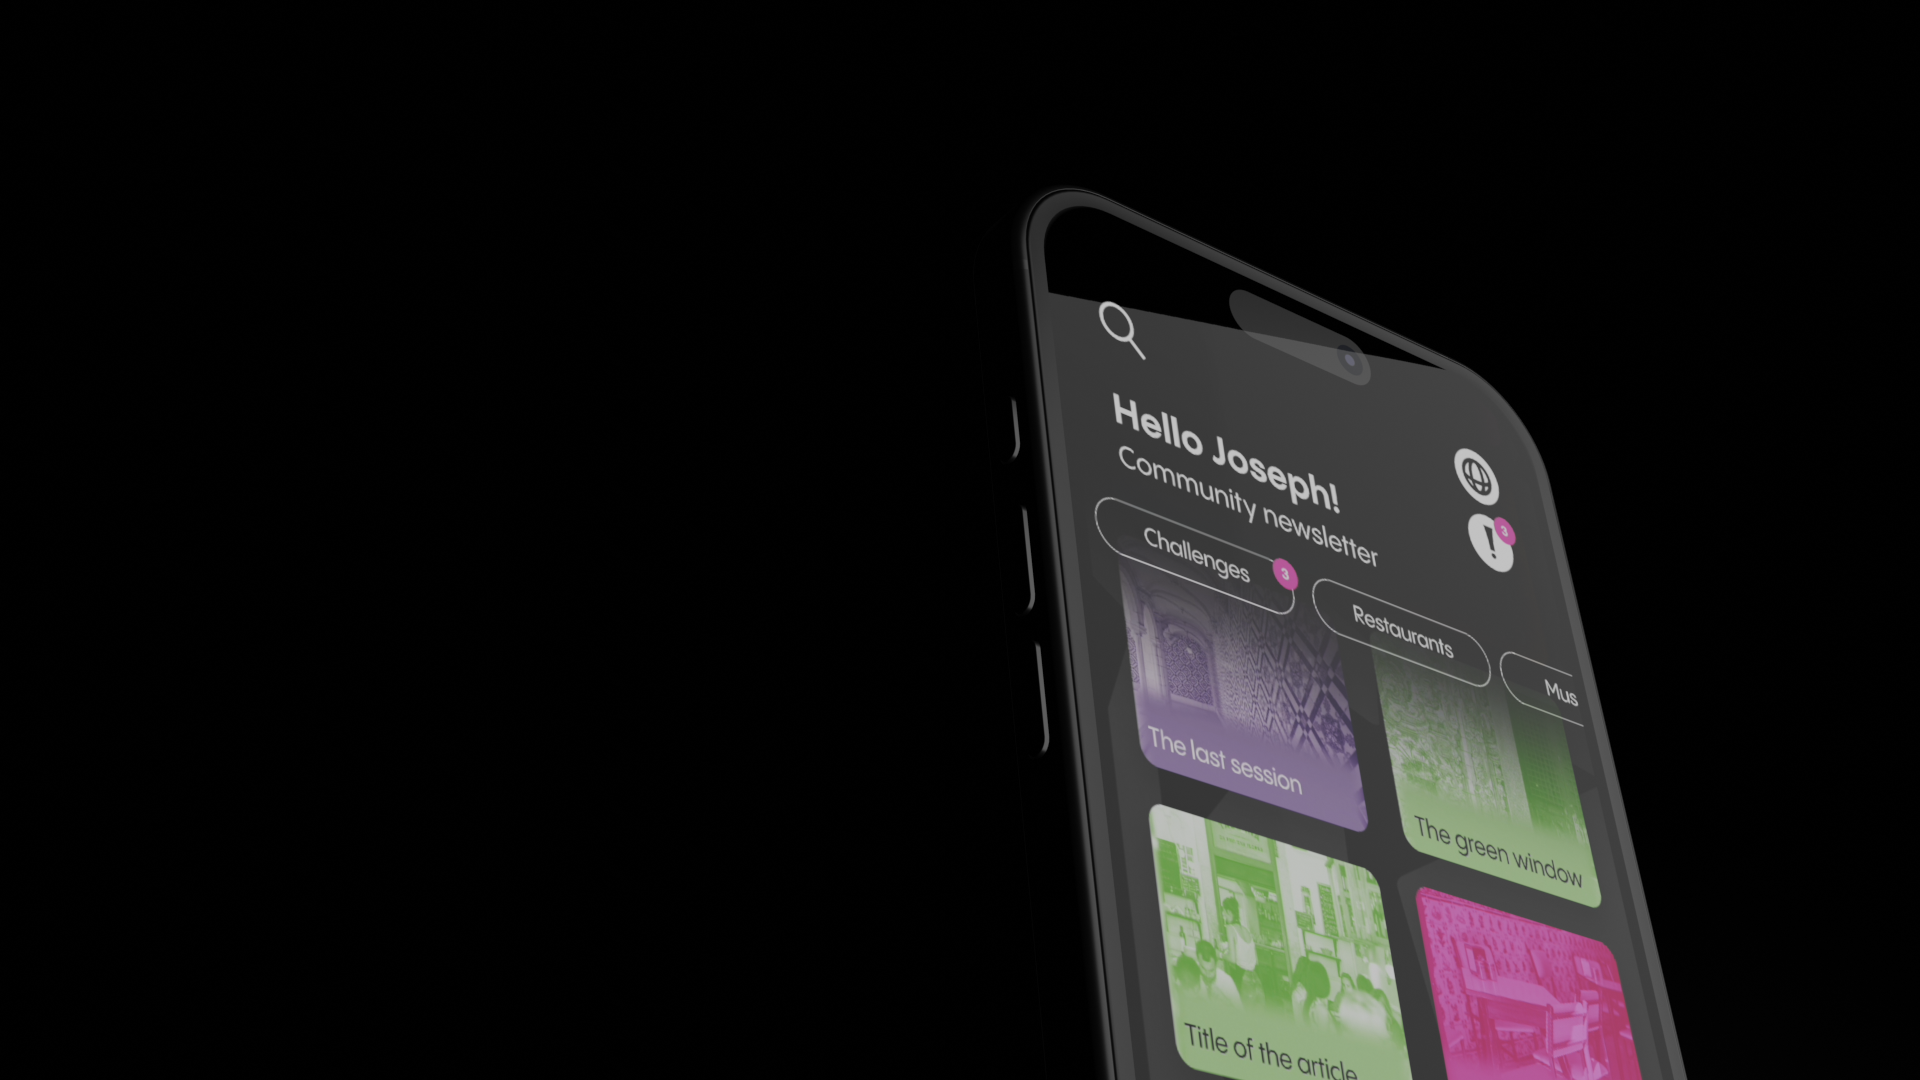 Hello Joseph!
Community newsletter
3
Challenges
3
Restaurants
Mus
The last session
The green window
Title of the article